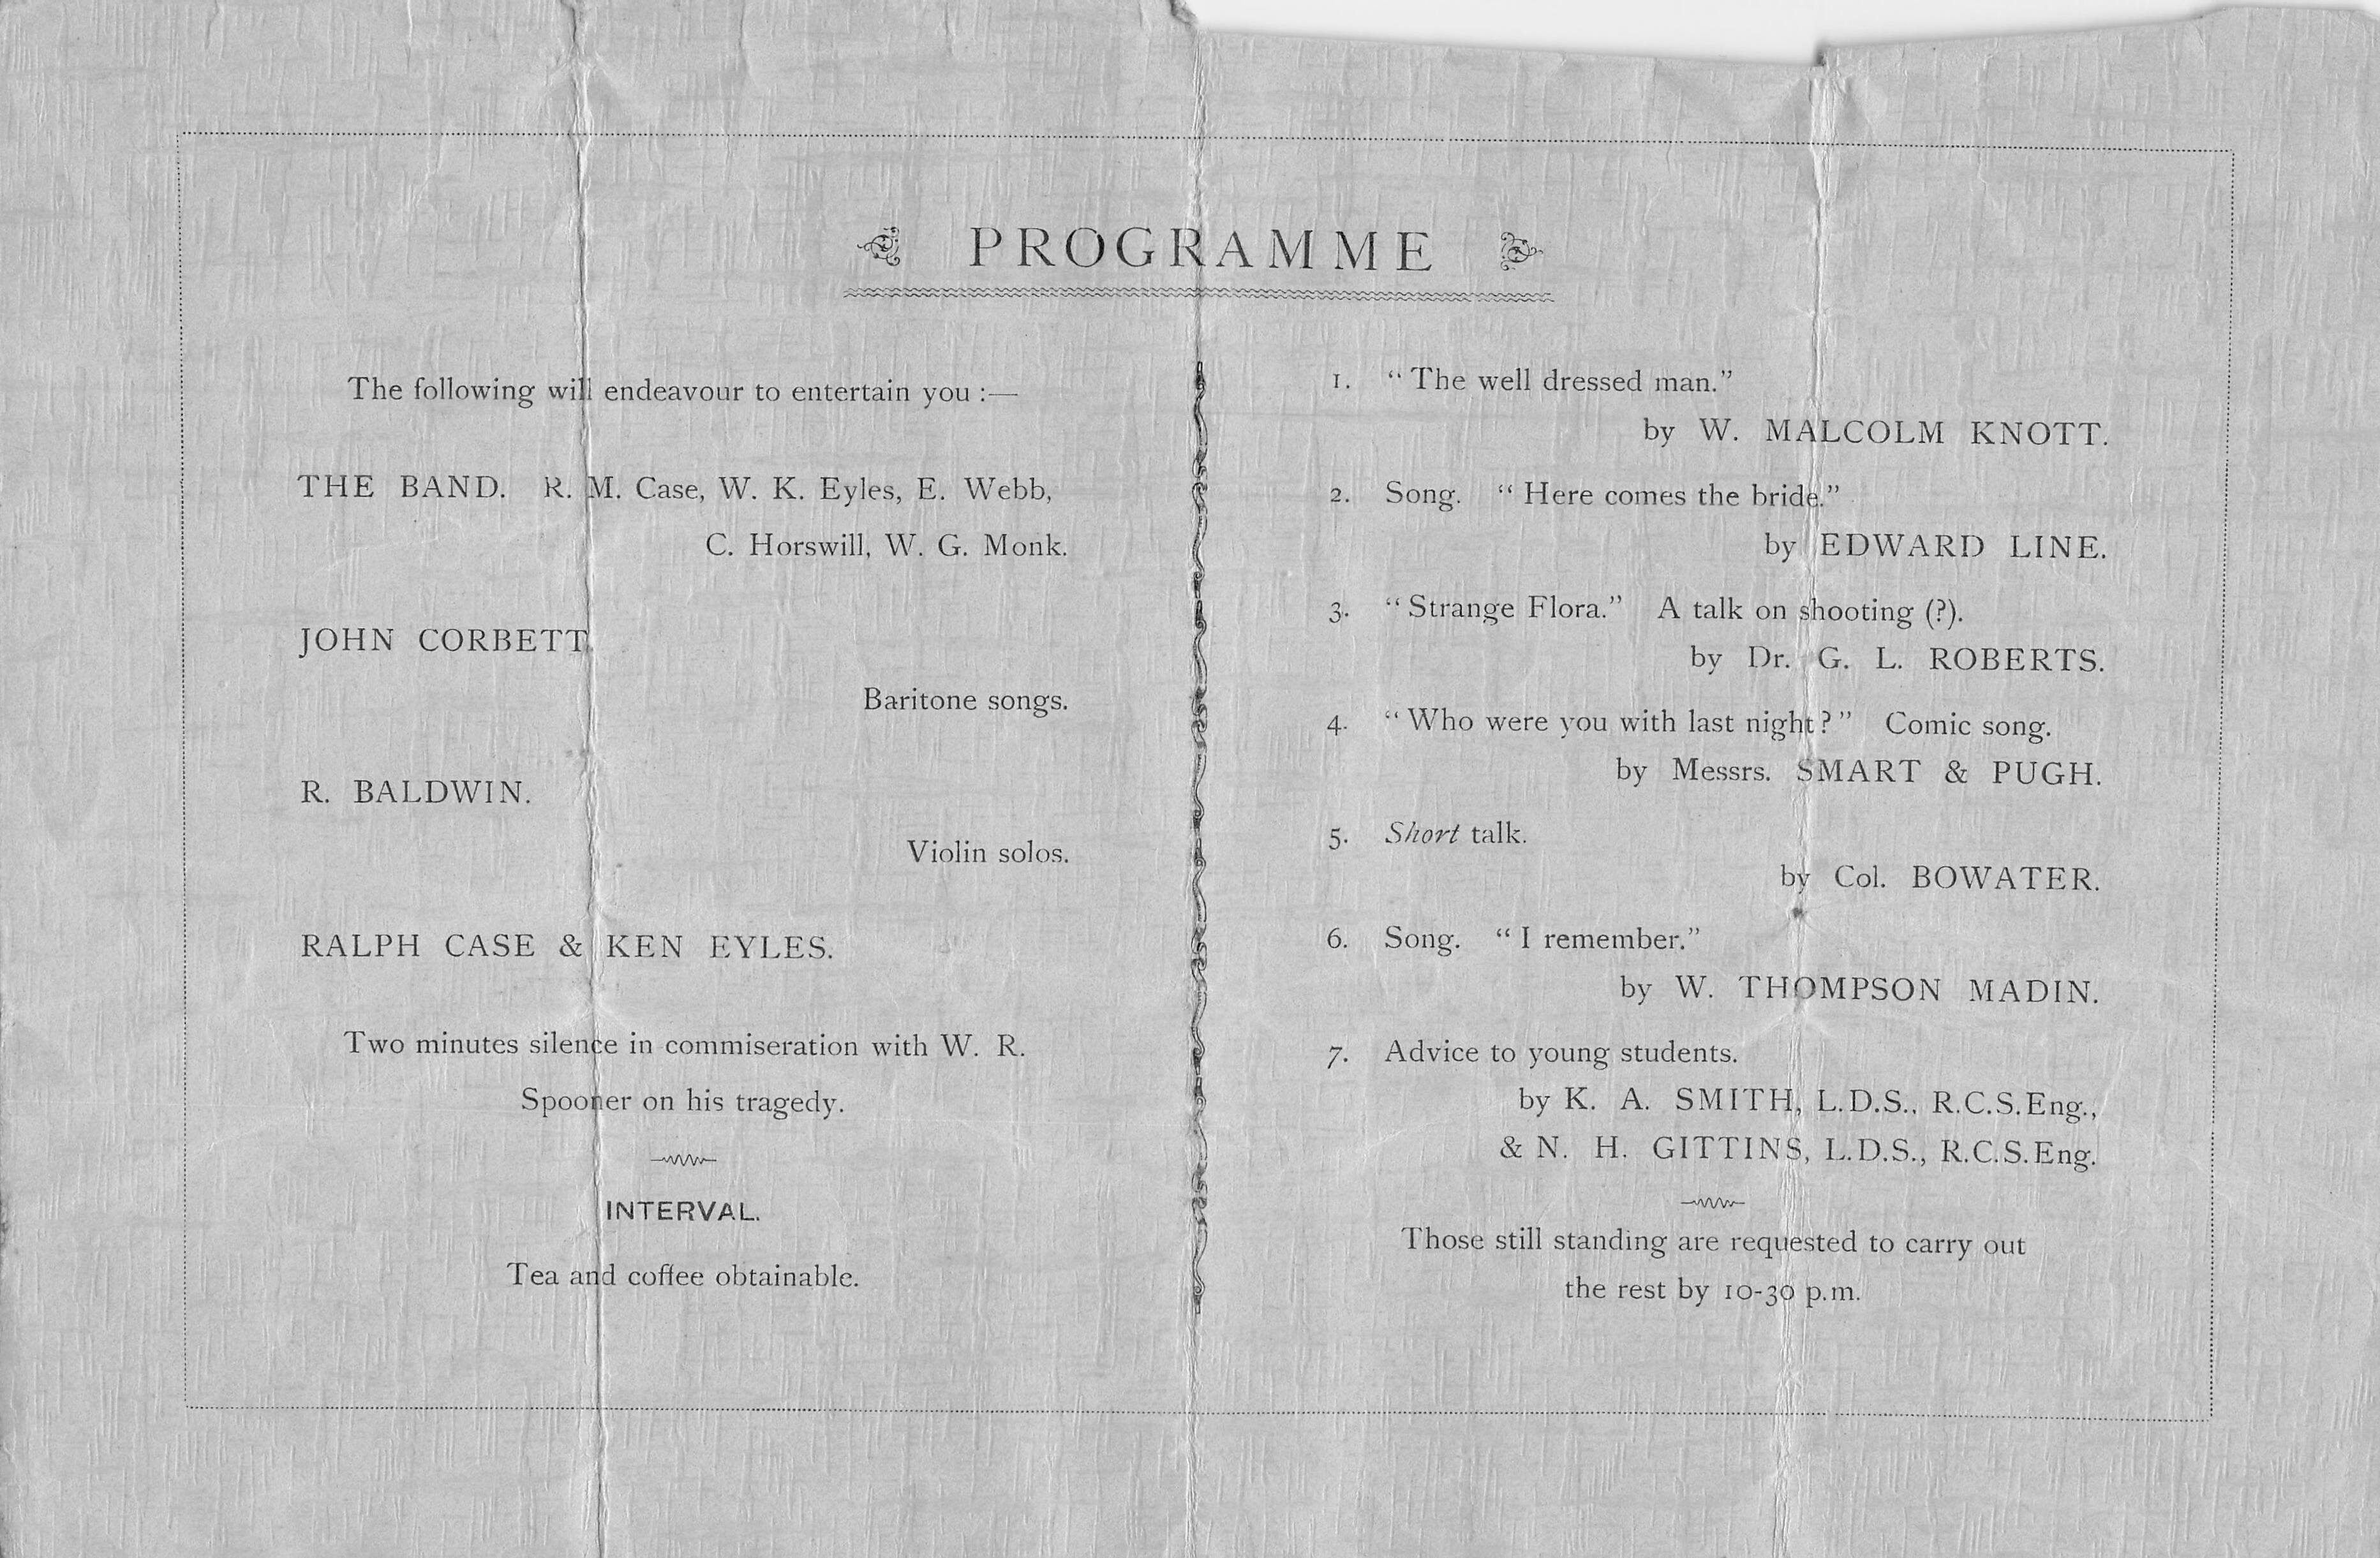 PROGRAMME
The following will endeavour to entertain you :—
THE BAND. R. M. Case, W. K. Eyles, E. Webb,
C. Horswill, W. G. Monk.
JOHN CORBETT.
Baritone songs.
R. BALDWIN.
Violin solos.
RALPH CASE & KEN EYLES.
Two minutes silence in commiseration with W. R.
Spooner on his tragedy.
INTERVAL.
Tea and coffee obtainable.
1. “ The well dressed man.”
by W. MALCOLM KNOTT.
2. Song. “ Here comes the bride.”
by EDWARD LINE.
3. “ Strange Flora.” A talk on shooting (?).
by Dr. G. L. ROBERTS.
4. “ Who were you with last night ? ” Comic song.
by Messrs. SMART & PUGH.
5. Short talk.
by Col. BOWATER.
6. Song. “ I remember.”
by W. THOMPSON MADIN.
7. Advice to young students.
by K. A. SMITH, L.D.S., R.C.S.Eng.,
& N. H. GITTINS, L.D.S., R.C.S.Eng.
Those still standing are requested to carry out
the rest by 10-30 p.m.